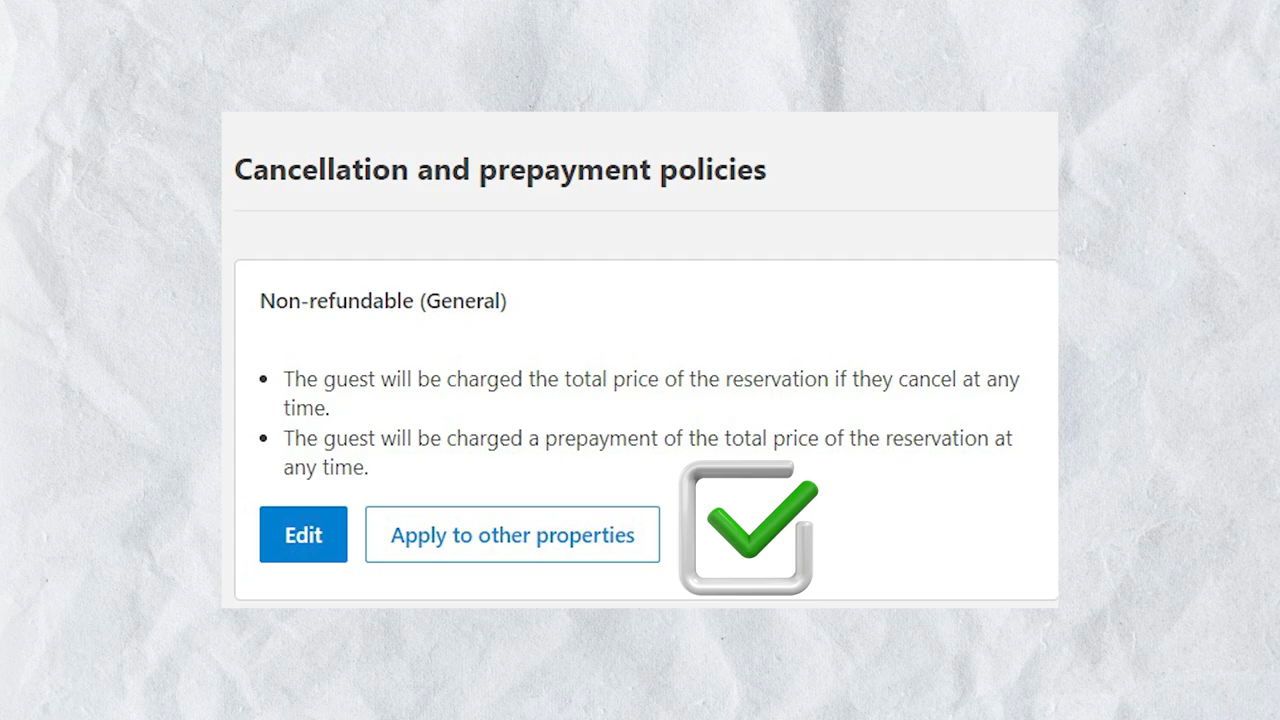 Cancellation and prepayment policies
Non-refundable (General)
• The guest will be charged the total price of the reservation if they cancel at any
time.
• The guest will be charged a prepayment of the total price of the reservation at
any time.
Edit
Apply to other properties